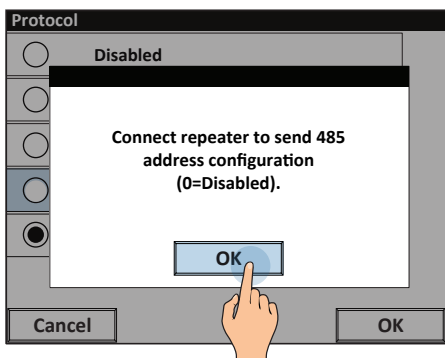 Protocol
Disabled
Connect repeater to send 485
address configuration
(0=Disabled).
OK
Cancel
OK